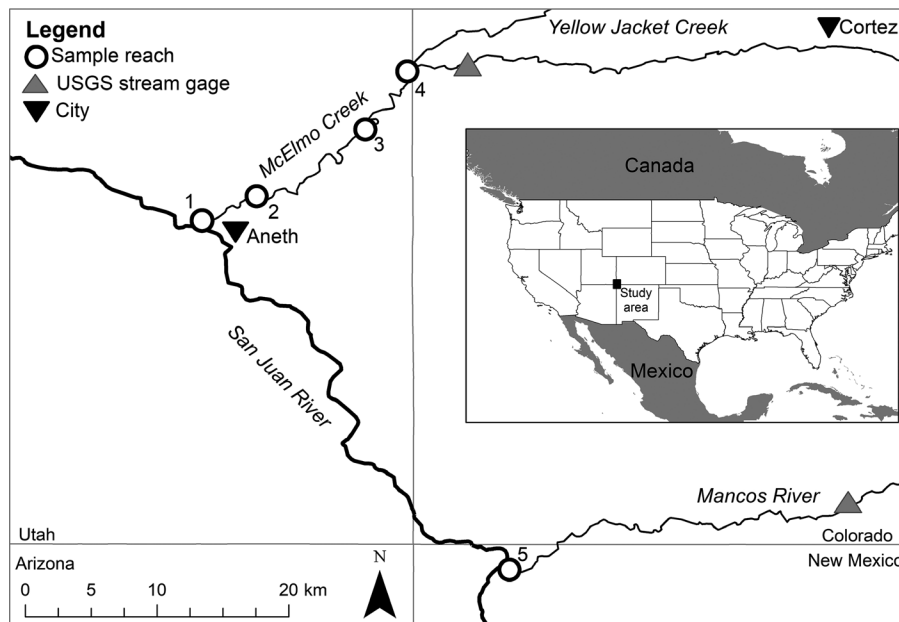 Legend
Sample reach
USGS stream gage
City
Yellow Jacket Creek
Cortez
4
McElmo Creek
3
2
1
Aneth
San Juan River
Canada
Study
area
Mexico
Mancos River
Utah
Colorado
Arizona
New Mexico
5
N
0 5 10 20 km